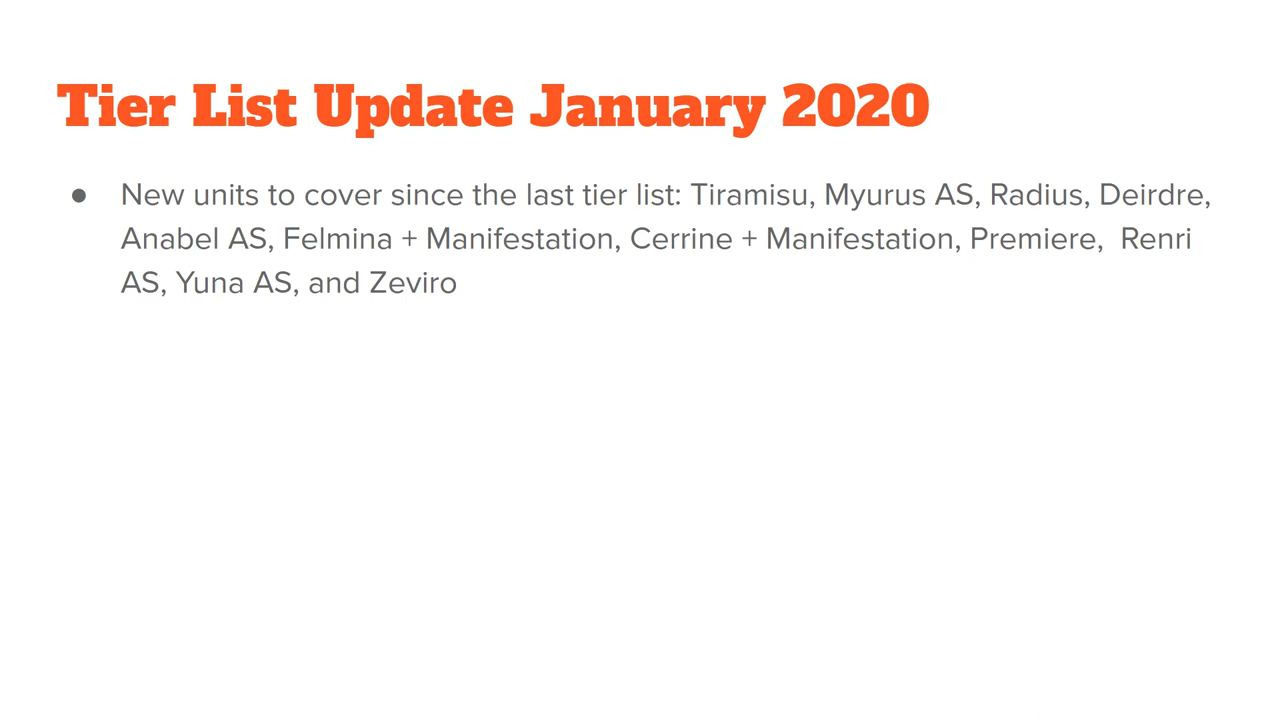 Tier List Update January 2020
● New units to cover since the last tier list: Tiramisu, Myurus AS, Radius, Deirdre,
Anabel AS, Felmina + Manifestation, Cerrine + Manifestation, Premiere,  Renri
AS, Yuna AS, and Zeviro